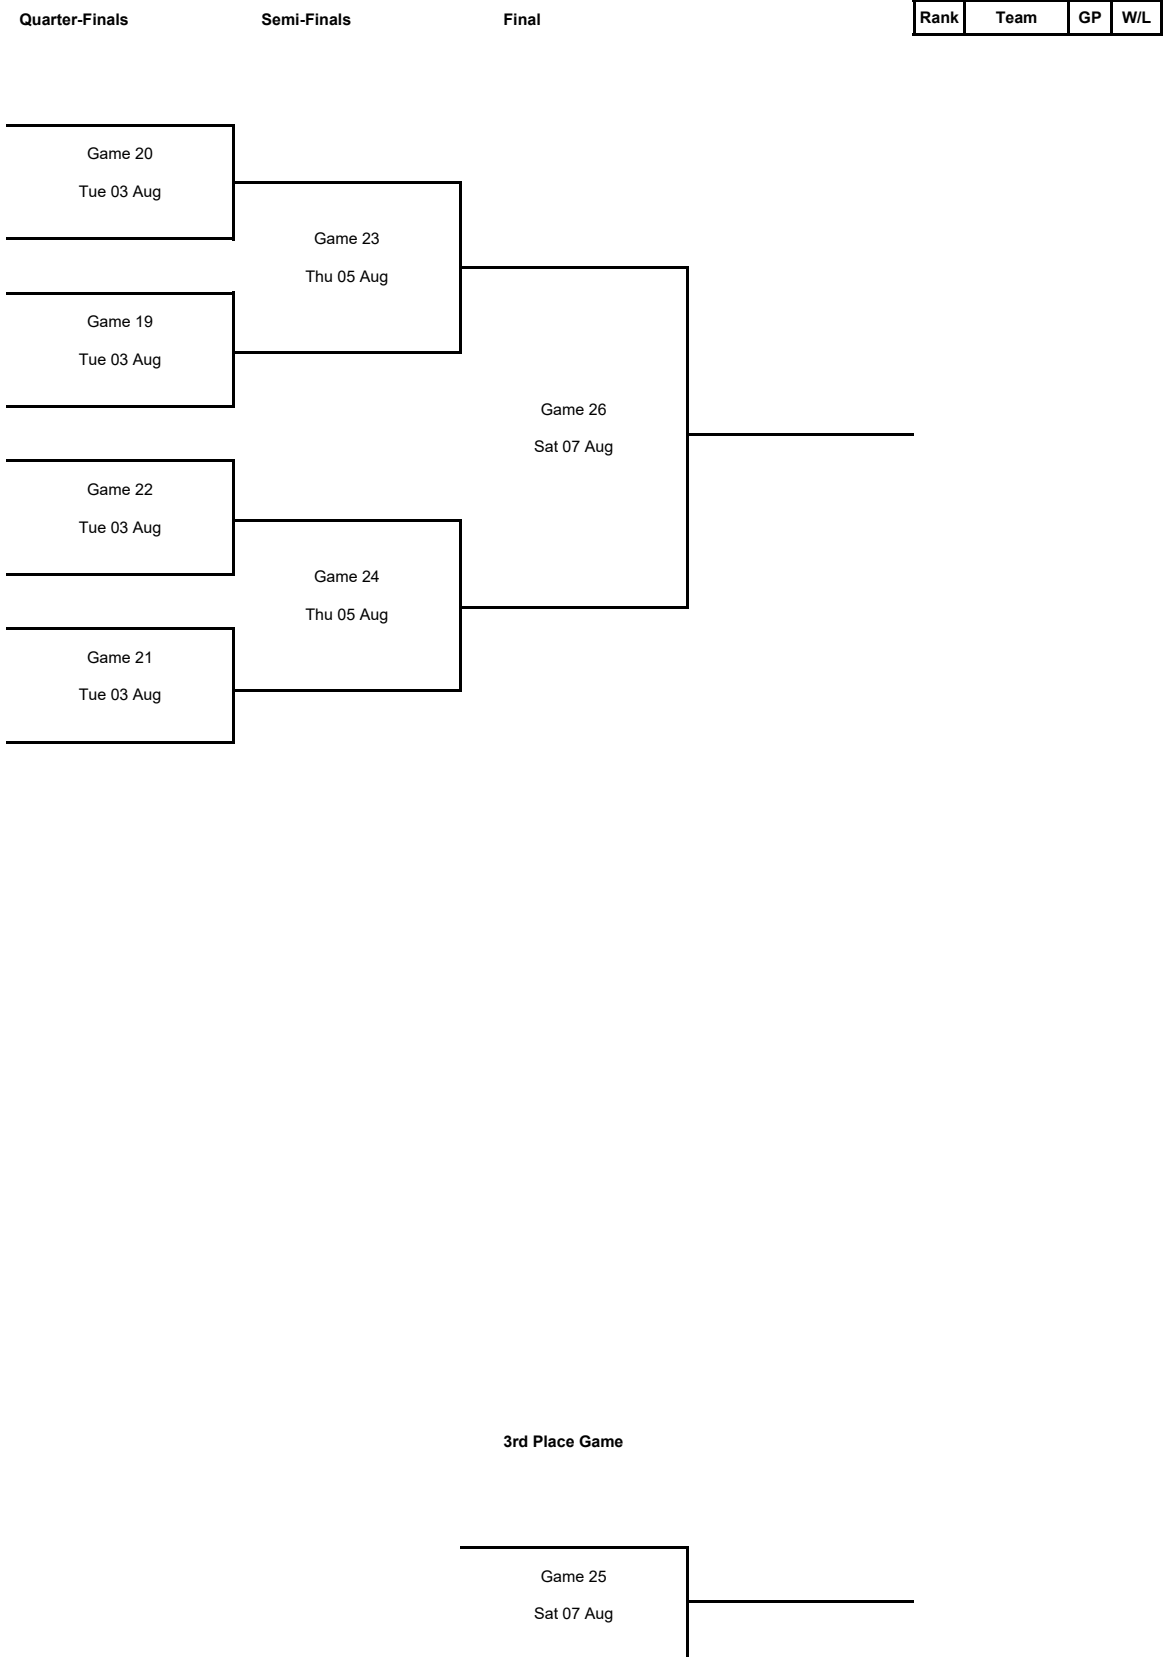 Quarter-Finals Semi-Finals Final Rank Team GP W/L
Game 20
Tue 03 Aug
Game 23
Thu 05 Aug
Game 19
Tue 03 Aug
Game 26
Sat 07 Aug
Game 22
Tue 03 Aug
Game 24
Thu 05 Aug
Game 21
Tue 03 Aug
3rd Place Game
Game 25
Sat 07 Aug